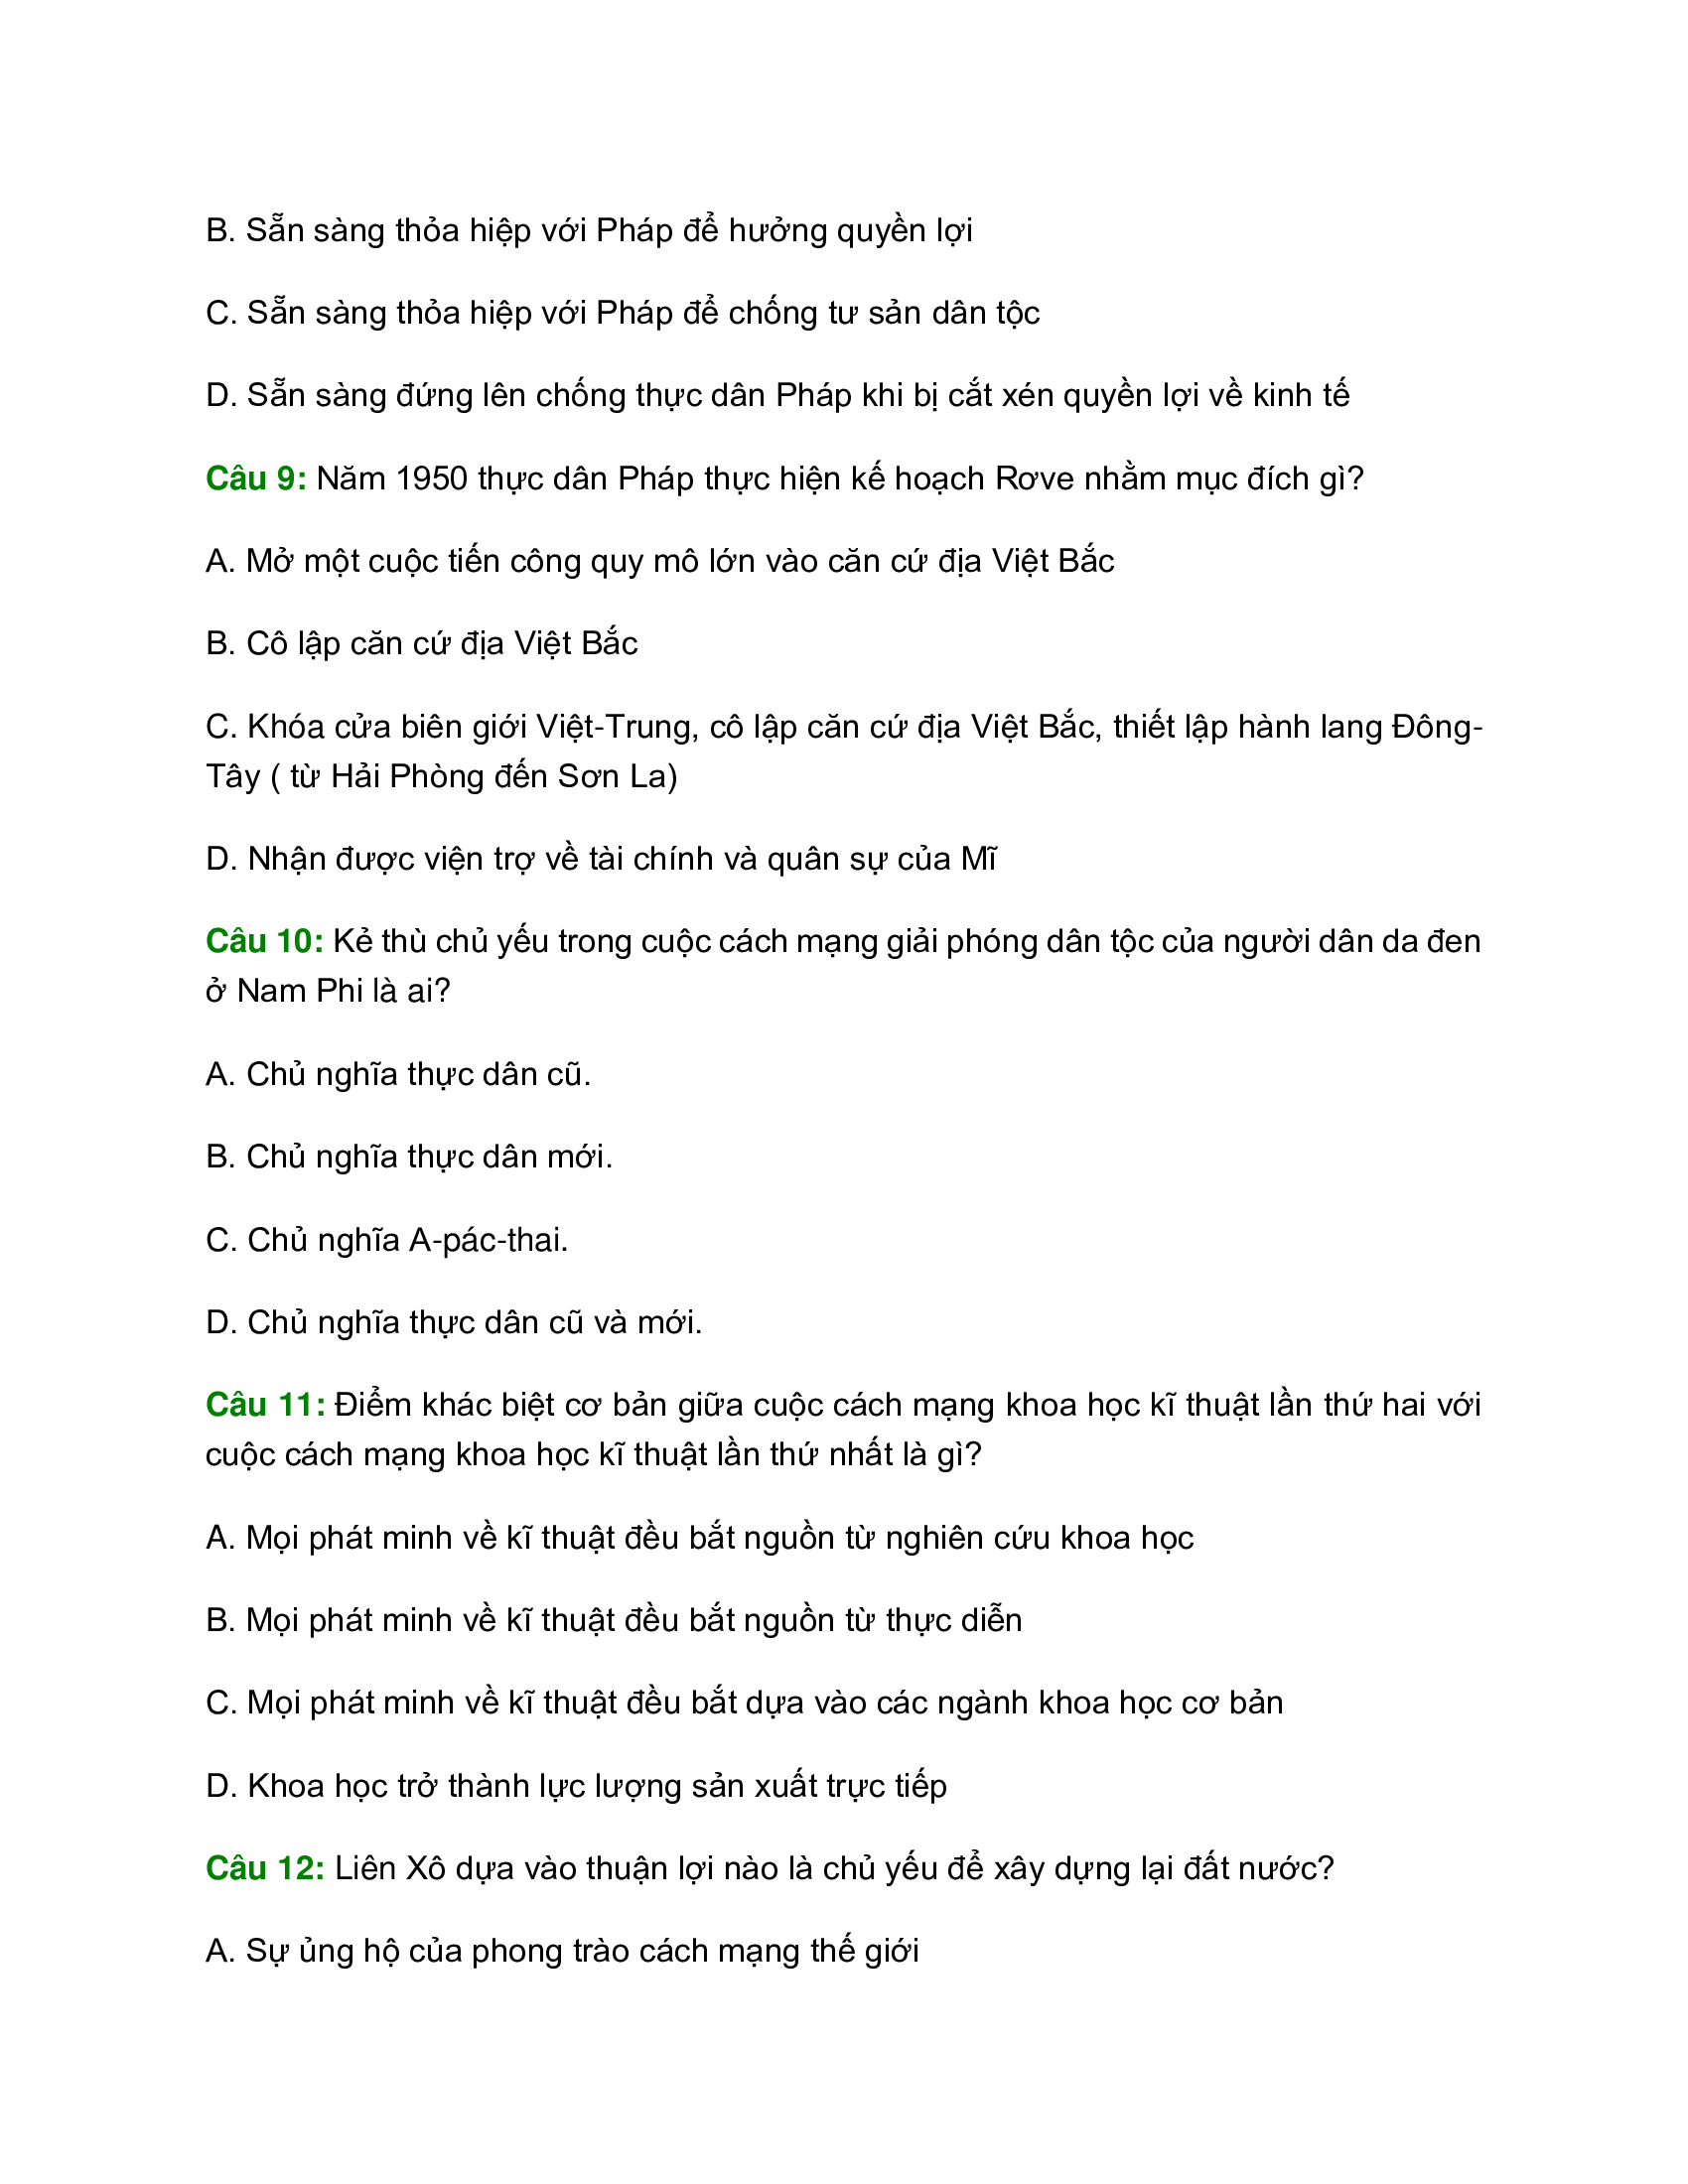 B. Sẵn sàng thỏa hiệp với Pháp để hưởng quyền lợi
C. Sẵn sàng thỏa hiệp với Pháp để chống tư sản dân tộc
D. Sẵn sàng đứng lên chống thực dân Pháp khi bị cắt xén quyền lợi về kinh tế
Câu 9: Năm 1950 thực dân Pháp thực hiện kế hoạch Rơve nhằm mục đích gì?
A. Mở một cuộc tiến công quy mô lớn vào căn cứ địa Việt Bắc
B. Cô lập căn cứ địa Việt Bắc
C. Khóa cửa biên giới Việt-Trung, cô lập căn cứ địa Việt Bắc, thiết lập hành lang Đông-
Tây ( từ Hải Phòng đến Sơn La)
D. Nhận được viện trợ về tài chính và quân sự của Mĩ
Câu 10: Kẻ thù chủ yếu trong cuộc cách mạng giải phóng dân tộc của người dân da đen
ở Nam Phi là ai?
A. Chủ nghĩa thực dân cũ.
B. Chủ nghĩa thực dân mới.
C. Chủ nghĩa A-pác-thai.
D. Chủ nghĩa thực dân cũ và mới.
Câu 11: Điểm khác biệt cơ bản giữa cuộc cách mạng khoa học kĩ thuật lần thứ hai với
cuộc cách mạng khoa học kĩ thuật lần thứ nhất là gì?
A. Mọi phát minh về kĩ thuật đều bắt nguồn từ nghiên cứu khoa học
B. Mọi phát minh về kĩ thuật đều bắt nguồn từ thực diễn
C. Mọi phát minh về kĩ thuật đều bắt dựa vào các ngành khoa học cơ bản
D. Khoa học trở thành lực lượng sản xuất trực tiếp
Câu 12: Liên Xô dựa vào thuận lợi nào là chủ yếu để xây dựng lại đất nước?
A. Sự ủng hộ của phong trào cách mạng thế giới